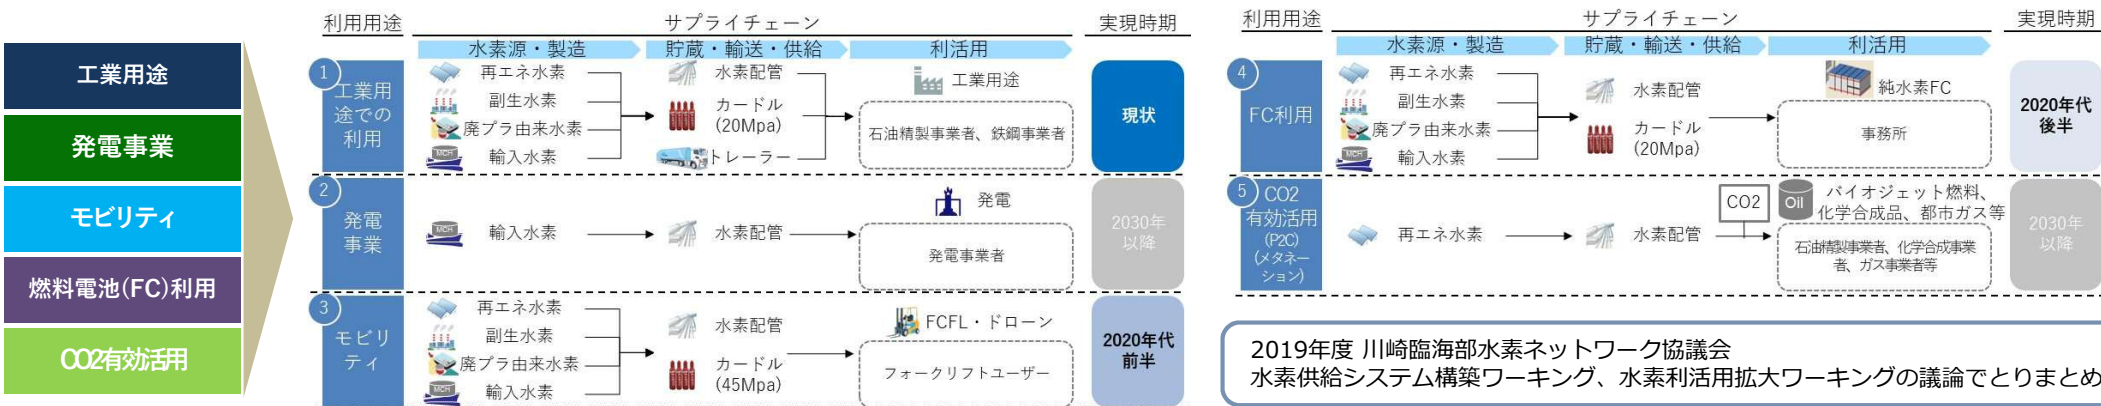 工業用途
発電事業
モビリティ
燃料電池(FC)利用
CO2有効活用
利用用途
サプライチェーン
実現時期
水素源・製造
貯蔵・輸送・供給
利活用
1
工業用
途での
利用
再エネ水素
副生水素
廃プラ由来水素
MCH
輸入水素
水素配管
カードル
(20Mpa)
トレーラー
工業用途
石油精製事業者、鉄鋼事業者
現状
2
発電
事業
MCH
輸入水素
水素配管
発電
発電事業者
2030年
以降
3
モビリ
ティ
再エネ水素
副生水素
廃プラ由来水素
MCH
輸入水素
水素配管
カードル
(45Mpa)
FCFL・ドローン
フォークリフトユーザー
2020年代
前半
利用用途
サプライチェーン
実現時期
水素源・製造
貯蔵・輸送・供給
利活用
4
FC利用
再エネ水素
副生水素
廃プラ由来水素
MCH
輸入水素
水素配管
カードル
(20Mpa)
純水素FC
事務所
2020年代
後半
5
CO2
有効活用
(P2C)
(メタネー
ション)
再エネ水素
水素配管
CO2
Oil
バイオジェット燃料、
化学合成品、都市ガス等
石油精製事業者、化学合成事業
者、ガス事業者等
2030年
以降
2019年度 川崎臨海部水素ネットワーク協議会
水素供給システム構築ワーキング、水素利活用拡大ワーキングの議論でとりまとめ